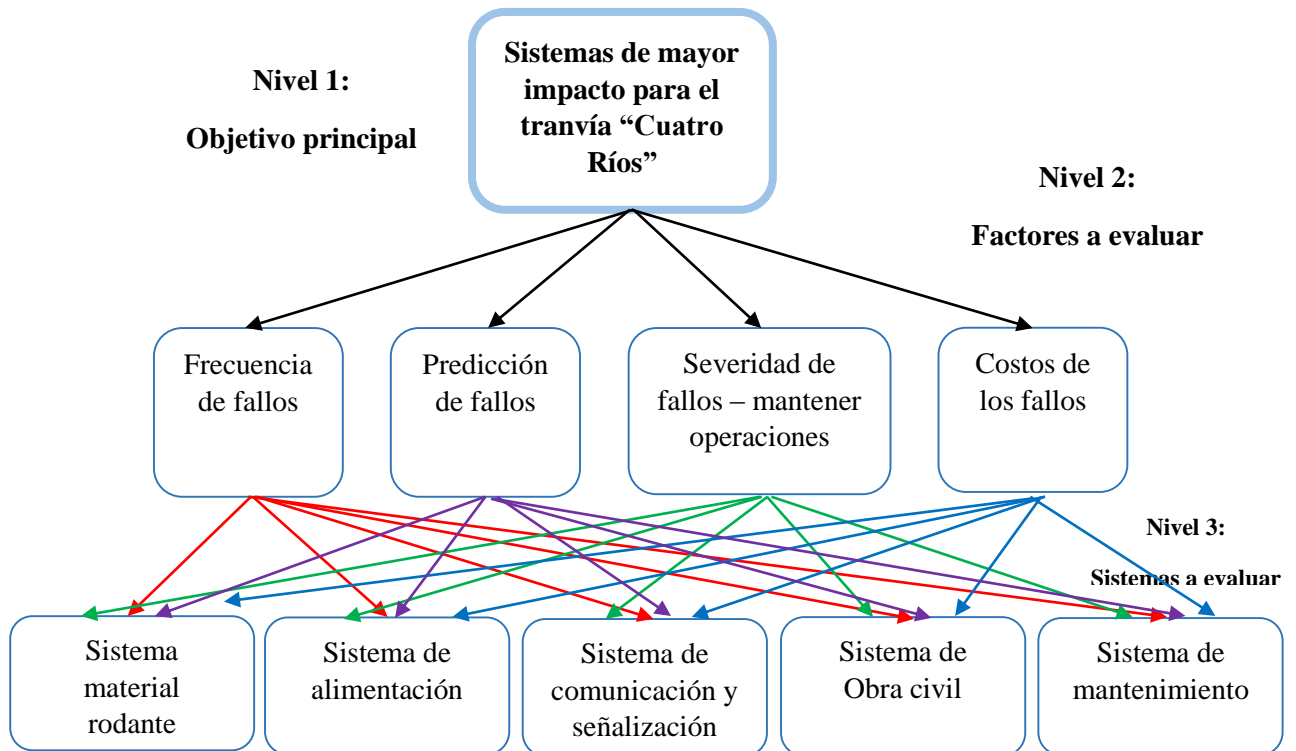 Sistemas de mayor
impacto para el
tranvía “Cuatro
Ríos”
Nivel 1:
Objetivo principal
Nivel 2:
Factores a evaluar
Frecuencia
de fallos
Predicción
de fallos
Severidad de
fallos – mantener
operaciones
Costos de
los fallos
Nivel 3:
Sistemas a evaluar
Sistema
material
rodante
Sistema de
alimentación
Sistema de
comunicación y
señalización
Sistema de
Obra civil
Sistema de
mantenimiento